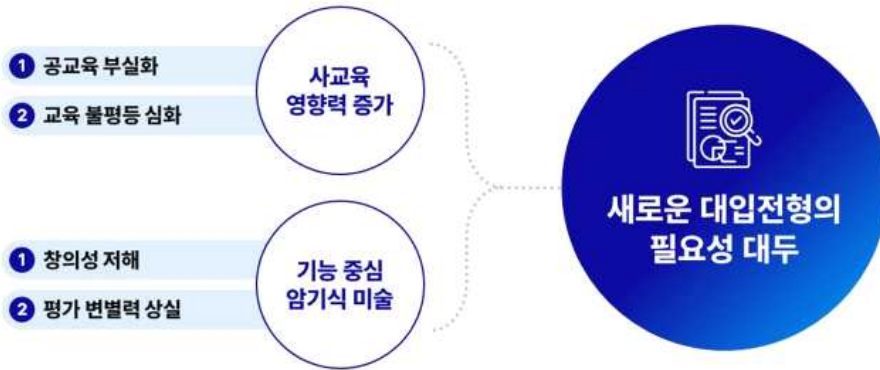 1 공교육 부실화
2 교육 불평등 심화
사교육
영향력 증가
1 창의성 저해
2 평가 변별력 상실
기능 중심
암기식 미술
새로운 대입전형의
필요성 대두